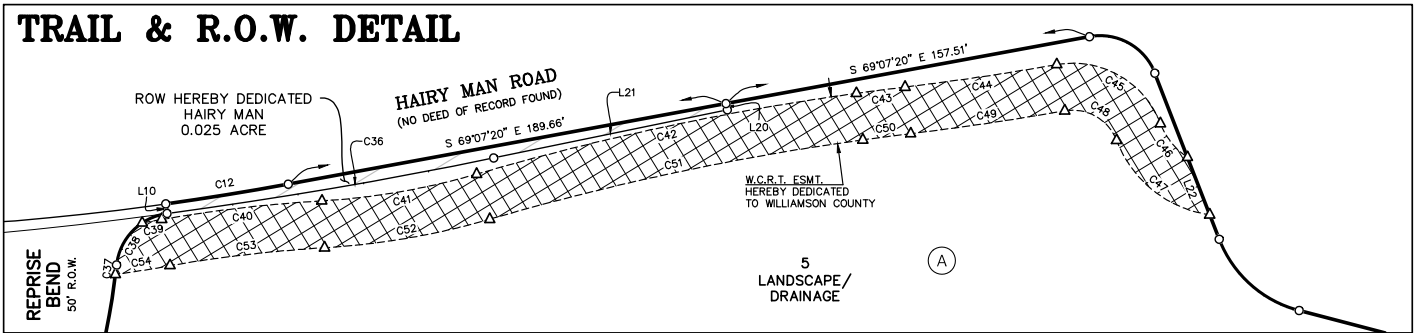 TRAIL & R.O.W. DETAIL
ROW HEREBY DEDICATED
HAIRY MAN
0.025 ACRE
HAIRY MAN ROAD
(NO DEED OF RECORD FOUND)
S 69°07'20" E 189.66'
S 69°07'20" E 157.51'
L21
L20
C36
C12
L10
C37
C38
C39
C40
C41
C42
C43
C44
C45
C46
L22
C47
C48
C49
C50
C51
C52
C53
C54
W.C.R.T. ESMT.
HEREBY DEDICATED
TO WILLIAMSON COUNTY
REPRISE
BEND
50' R.O.W.
5
LANDSCAPE/
DRAINAGE
A